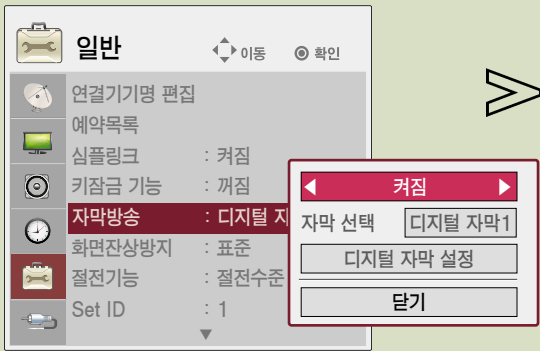 일반 이동 ◉ 확인
연결기기명 편집
예약목록
심플링크 : 켜짐
키잠금 기능 : 꺼짐
자막방송 : 디지털 자
화면잔상방지 : 표준
절전기능 : 절전수준
Set ID : 1
▼
◀ 켜짐 ▶
자막 선택 디지털 자막1
디지털 자막 설정
닫기